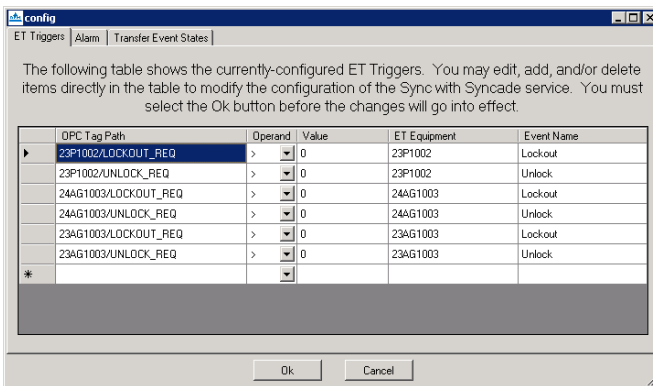 config
ET Triggers Alarm Transfer Event States
The following table shows the currently-configured ET Triggers. You may edit, add, and/or delete
items directly in the table to modify the configuration of the Sync with Syncade service. You must
select the Ok button before the changes will go into effect.
OPC Tag Path Operand Value ET Equipment Event Name
23P1002/LOCKOUT_REQ > 0 23P1002 Lockout
23P1002/UNLOCK_REQ > 0 23P1002 Unlock
24AG1003/LOCKOUT_REQ > 0 24AG1003 Lockout
24AG1003/UNLOCK_REQ > 0 24AG1003 Unlock
23AG1003/LOCKOUT_REQ > 0 23AG1003 Lockout
23AG1003/UNLOCK_REQ > 0 23AG1003 Unlock
Ok Cancel